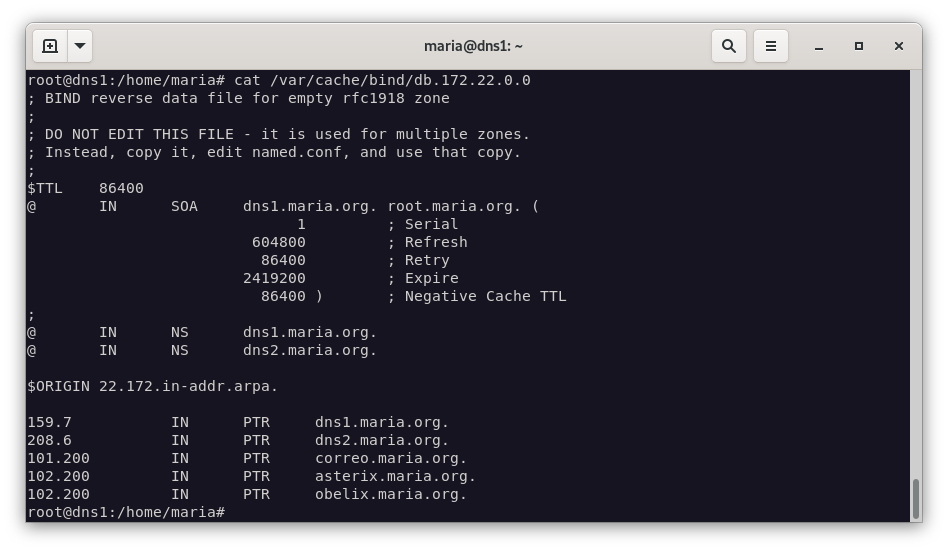 maria@dns1: ~
root@dns1:/home/maria# cat /var/cache/bind/db.172.22.0.0
; BIND reverse data file for empty rfc1918 zone
;
; DO NOT EDIT THIS FILE - it is used for multiple zones.
; Instead, copy it, edit named.conf, and use that copy.
;
$TTL    86400
@       IN      SOA     dns1.maria.org. root.maria.org. (
                              1         ; Serial
                         604800         ; Refresh
                          86400         ; Retry
                        2419200         ; Expire
                          86400 )       ; Negative Cache TTL
;
@       IN      NS      dns1.maria.org.
@       IN      NS      dns2.maria.org.

$ORIGIN 22.172.in-addr.arpa.

159.7           IN      PTR     dns1.maria.org.
208.6           IN      PTR     dns2.maria.org.
101.200         IN      PTR     correo.maria.org.
102.200         IN      PTR     asterix.maria.org.
102.200         IN      PTR     obelix.maria.org.
root@dns1:/home/maria#